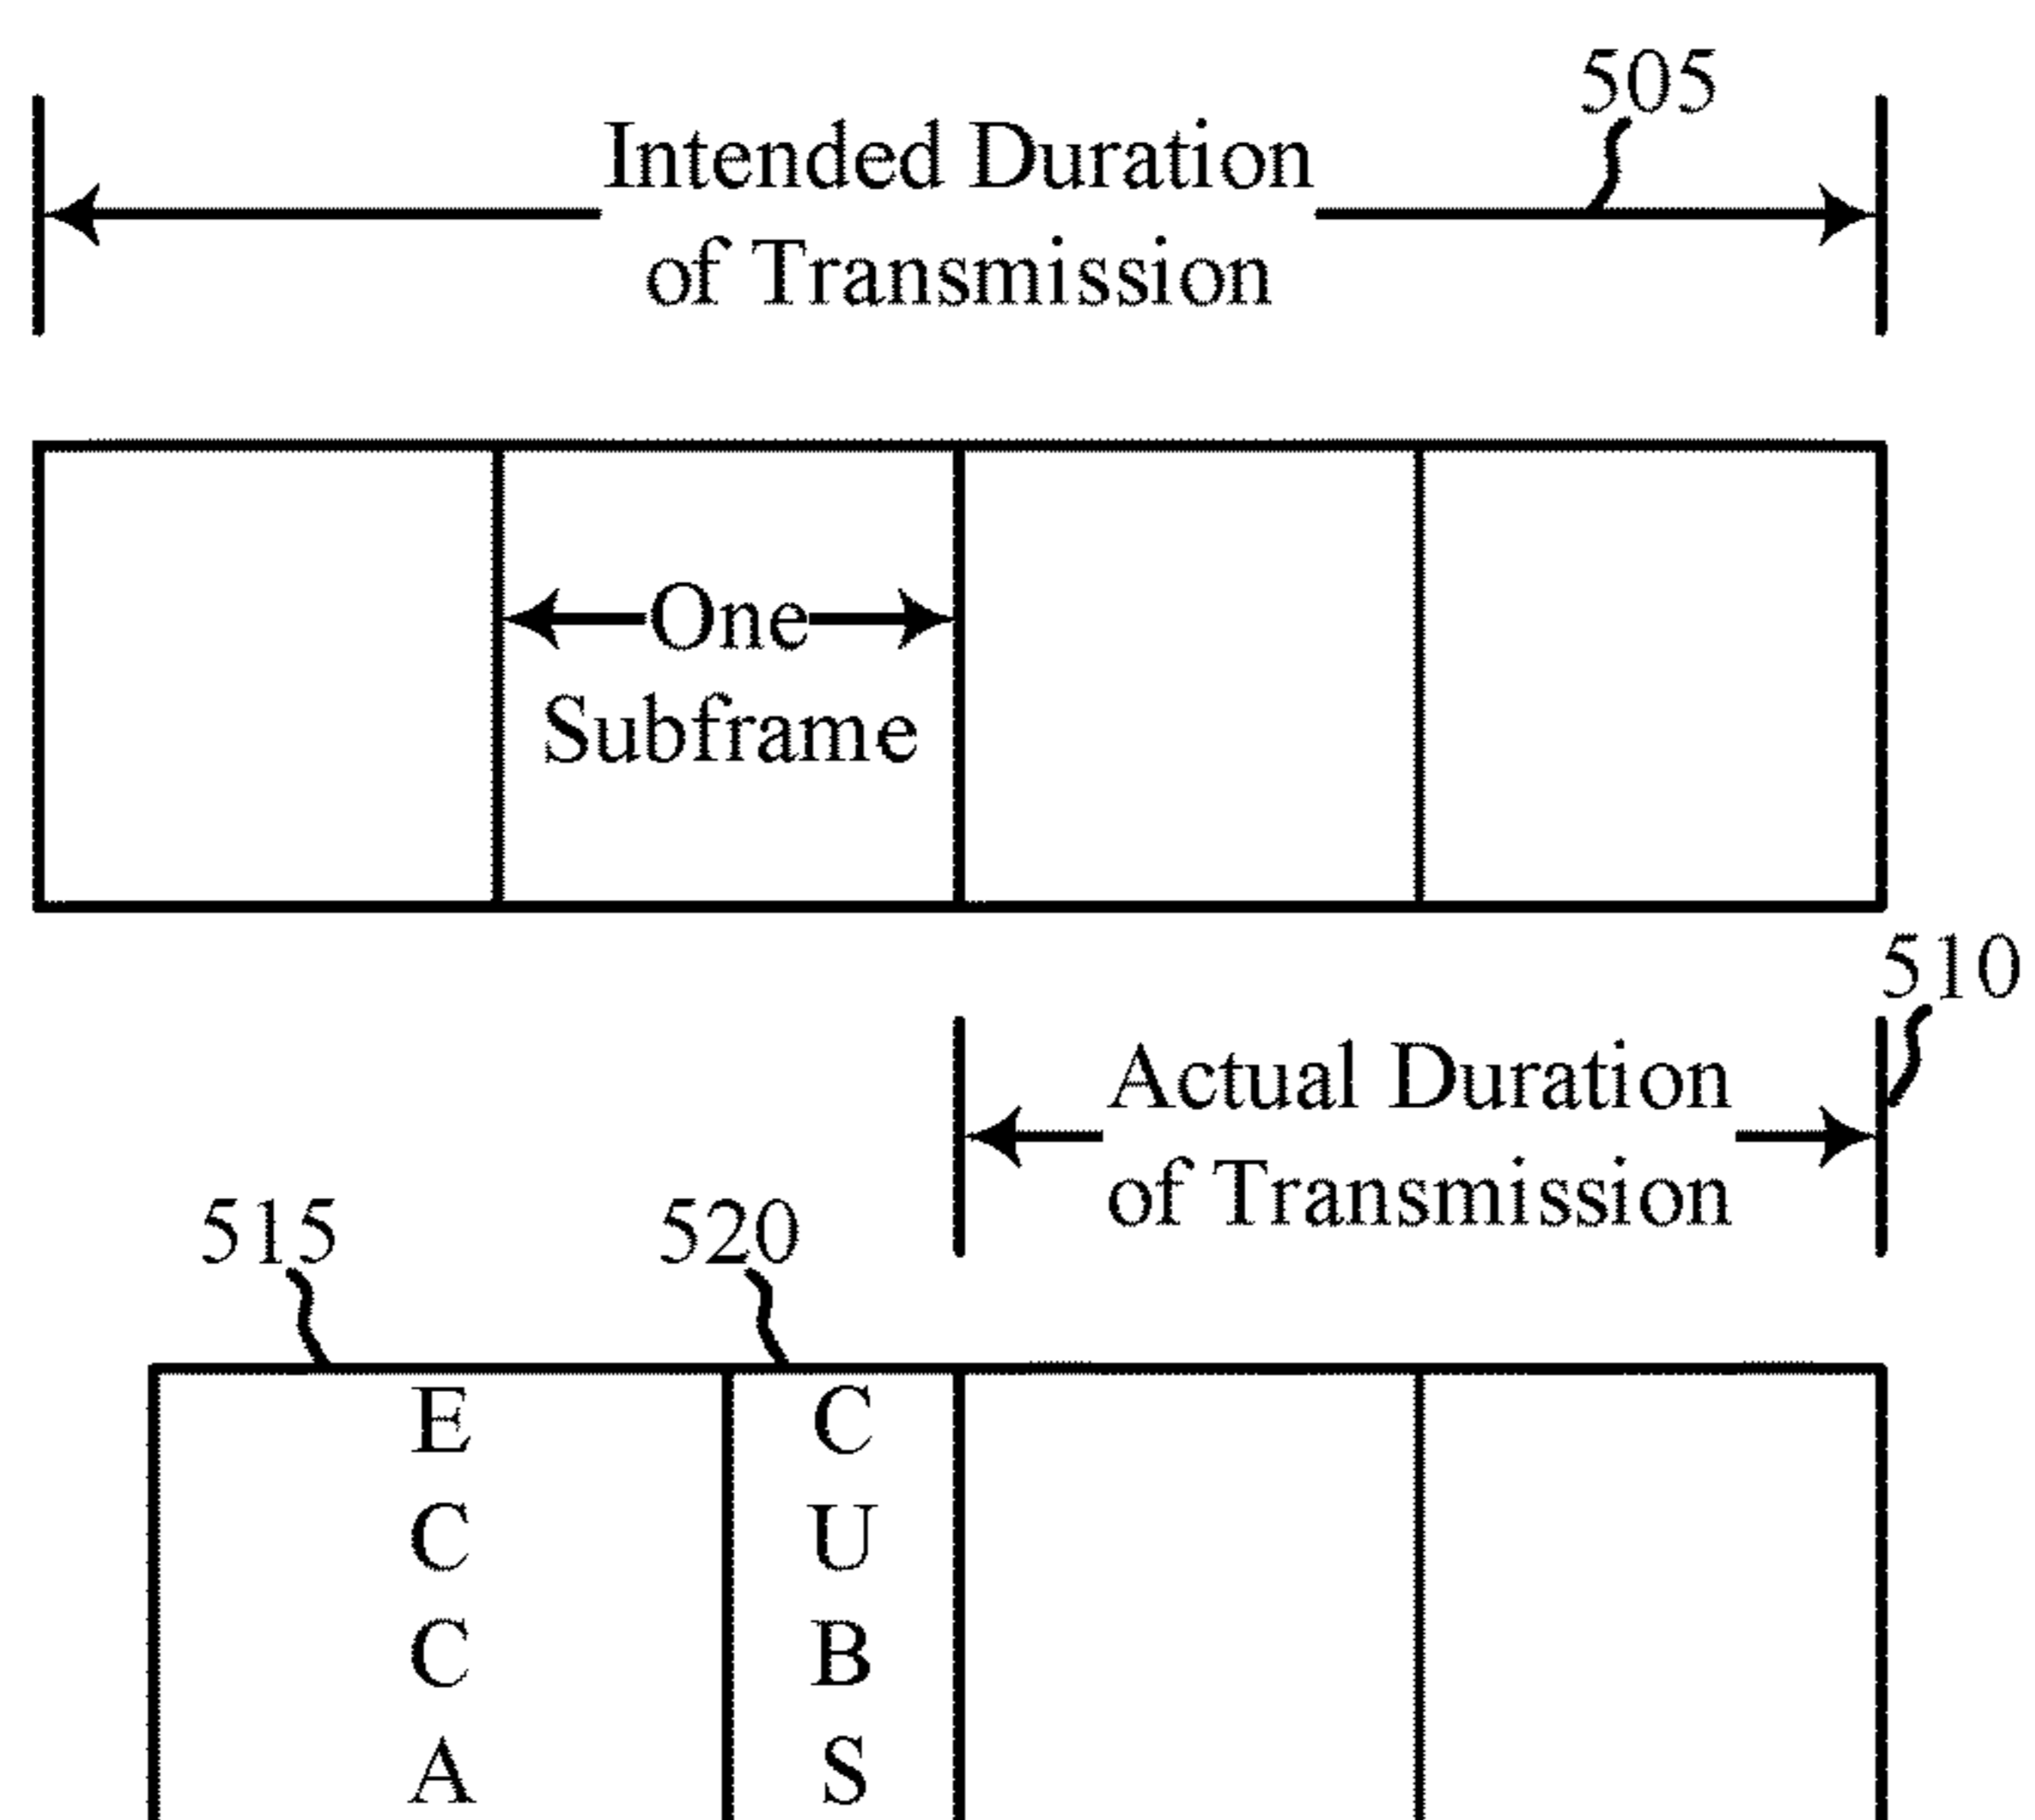 505
Intended Duration
of Transmission
One
Subframe
510
Actual Duration
of Transmission
515
520
E
C
C
A
C
U
B
S